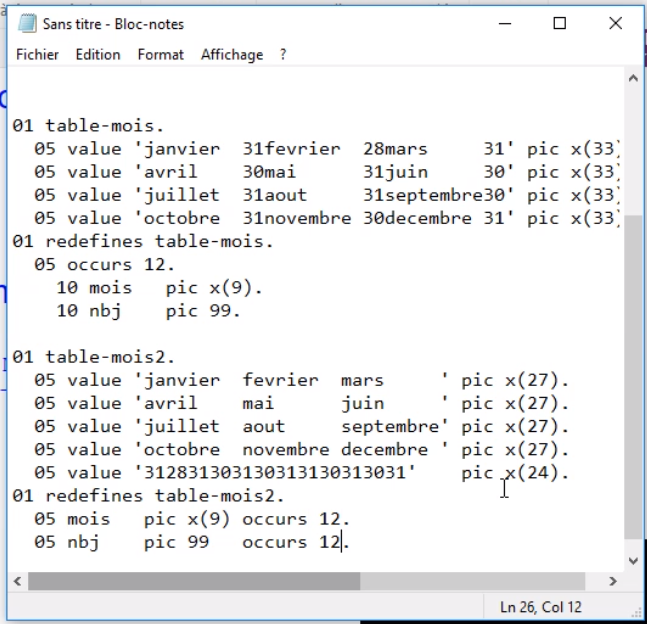 Sans titre - Bloc-notes
Fichier Edition Format Affichage ?
01 table-mois.
  05 value 'janvier  31fevrier  28mars     31' pic x(33)
  05 value 'avril    30mai      31juin     30' pic x(33)
  05 value 'juillet  31aout     31septembre30' pic x(33)
  05 value 'octobre  31novembre 30decembre 31' pic x(33)
01 redefines table-mois.
  05 occurs 12.
    10 mois   pic x(9).
    10 nbj    pic 99.
01 table-mois2.
  05 value 'janvier  fevrier  mars     ' pic x(27).
  05 value 'avril    mai      juin     ' pic x(27).
  05 value 'juillet  aout     septembre' pic x(27).
  05 value 'octobre  novembre decembre ' pic x(27).
  05 value '312831303130313130313031'    pic x(24).
01 redefines table-mois2.
  05 mois   pic x(9) occurs 12.
  05 nbj    pic 99   occurs 12.
Ln 26, Col 12